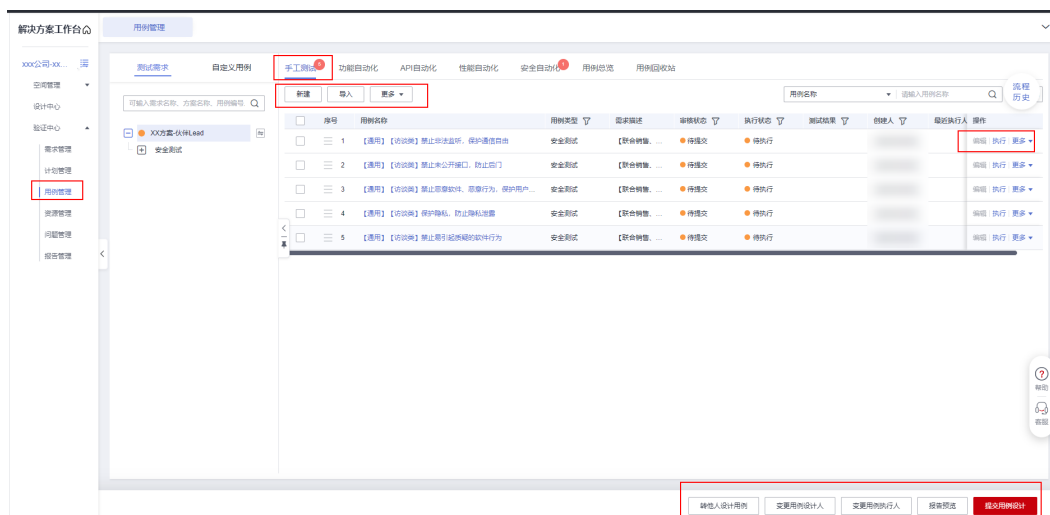 解决方案工作台
用例管理
xxx公司-xx...
空间管理
设计中心
验证中心
需求管理
计划管理
用例管理
资源管理
问题管理
报告管理
测试需求 自定义用例
可输入需求名称、方案名称、用例编号
XX方案-伙伴Lead
安全测试
手工测试 功能自动化 API自动化 性能自动化 安全自动化 用例总览 用例回收站
新建 导入 更多
用例名称 请输入用例名称
流程
历史
序号 用例名称 用例类型 需求描述 审核状态 执行状态 测试结果 创建人 最近执行人 操作
1 【通用】【访谈类】禁止非法监听，保护通信自由 安全测试 【联合销售、... 待提交 待执行 编辑 执行 更多
2 【通用】【访谈类】禁止未公开接口，防止后门 安全测试 【联合销售、... 待提交 待执行 编辑 执行 更多
3 【通用】【访谈类】禁止恶意软件、恶意行为，保护用户... 安全测试 【联合销售、... 待提交 待执行 编辑 执行 更多
4 【通用】【访谈类】保护隐私、防止隐私泄露 安全测试 【联合销售、... 待提交 待执行 编辑 执行 更多
5 【通用】【访谈类】禁止易引起质疑的软件行为 安全测试 【联合销售、... 待提交 待执行 编辑 执行 更多
帮助
客服
转他人设计用例 变更用例设计人 变更用例执行人 报告预览 提交用例设计